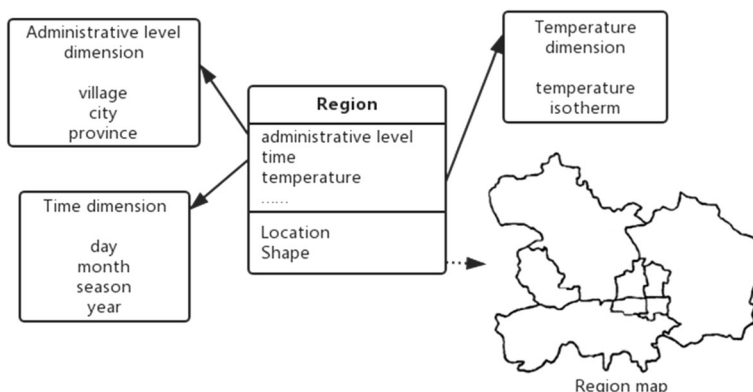 Administrative level
dimension
village
city
province
Time dimension
day
month
season
year
Region
administrative level
time
temperature
......
Location
Shape
Temperature
dimension
temperature
isotherm
Region map